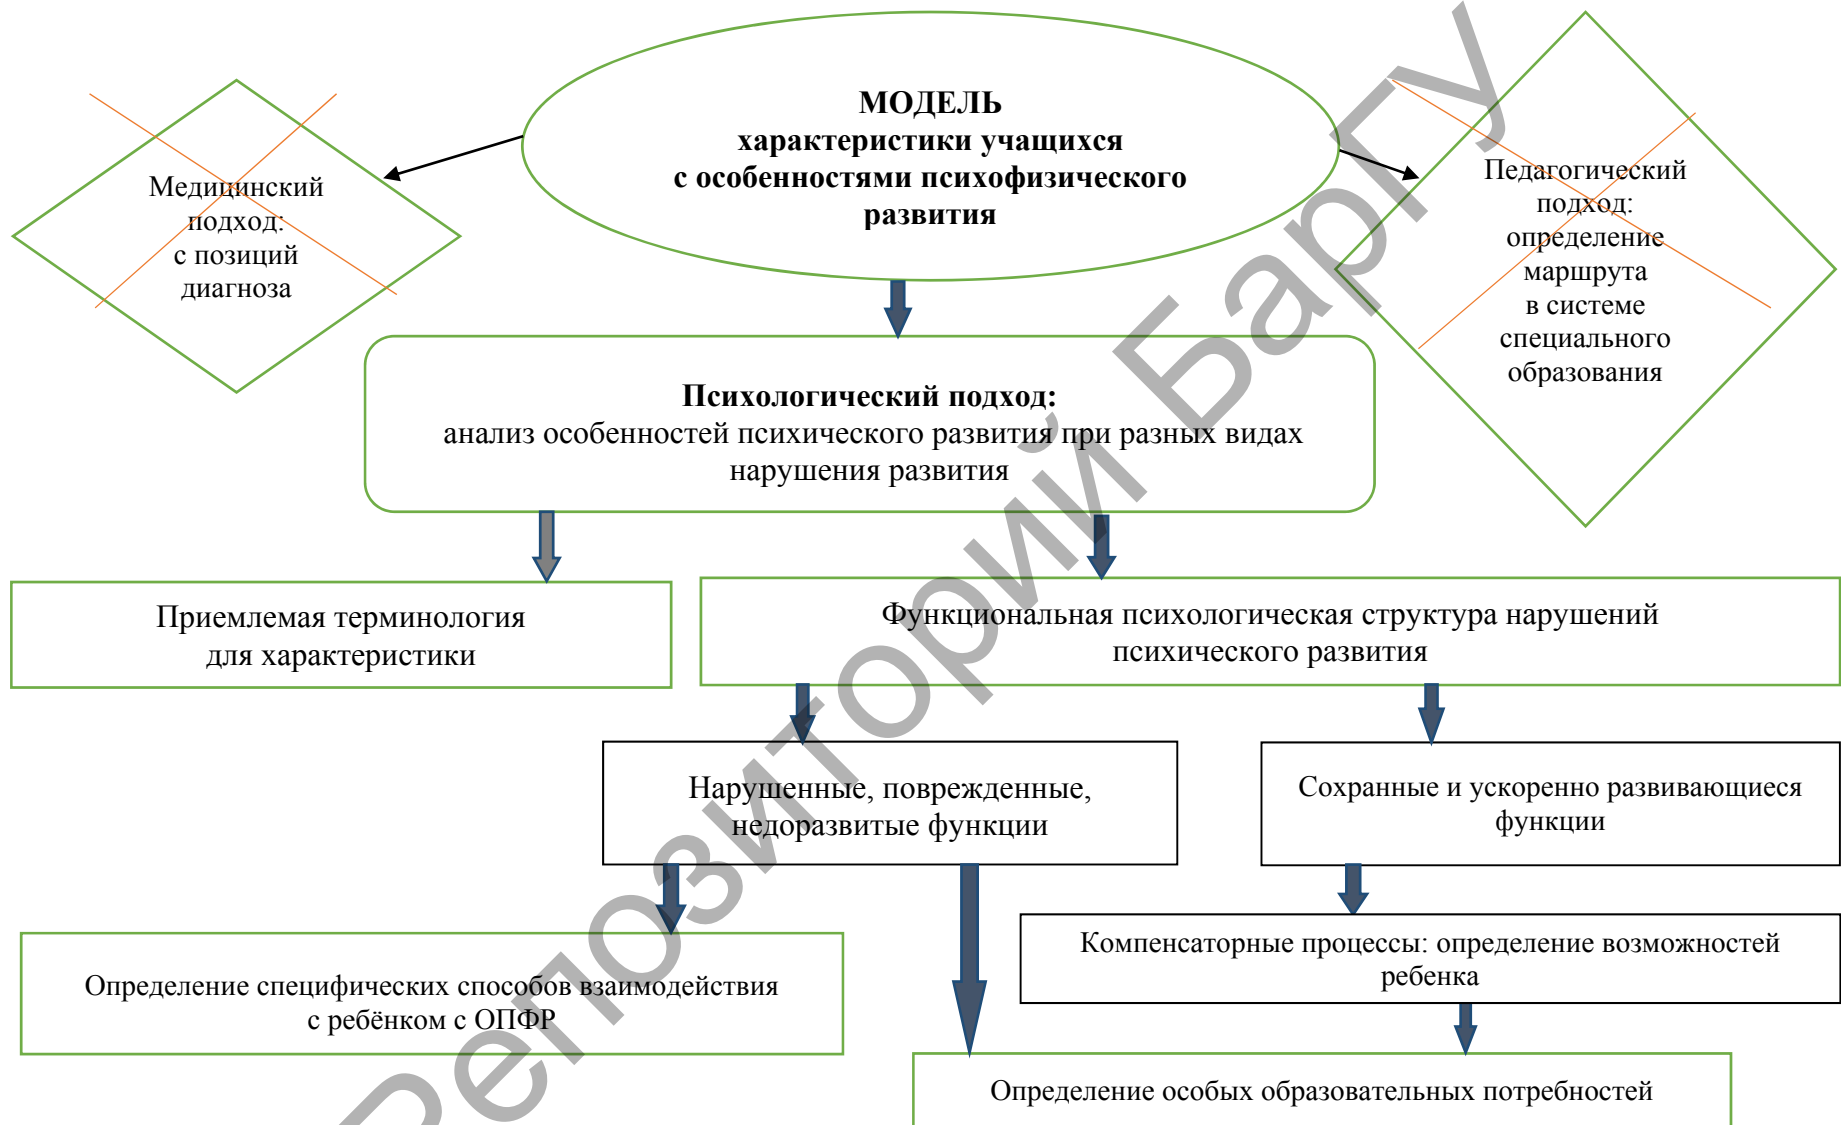 МОДЕЛЬ
характеристики учащихся
с особенностями психофизического
развития
Медицинский
подход:
с позиций
диагноза
Педагогический
подход:
определение
маршрута
в системе
специального
образования
Психологический подход:
анализ особенностей психического развития при разных видах
нарушения развития
Приемлемая терминология
для характеристики
Функциональная психологическая структура нарушений
психического развития
Нарушенные, поврежденные,
недоразвитые функции
Сохранные и ускоренно развивающиеся
функции
Определение специфических способов взаимодействия
с ребёнком с ОПФР
Компенсаторные процессы: определение возможностей
ребенка
Определение особых образовательных потребностей
Репозиторий БарГУ